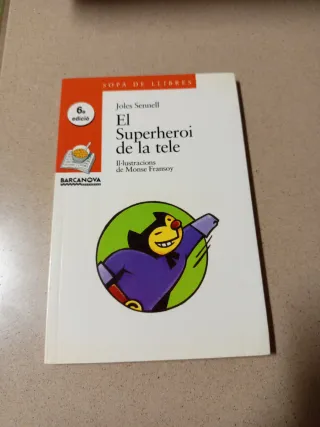 SOPA DE LLIBRES
6a
edició
BARCANOVA
Joles Sennell
El
Superheroi
de la tele
Il·lustracions
de Montse Fransoy